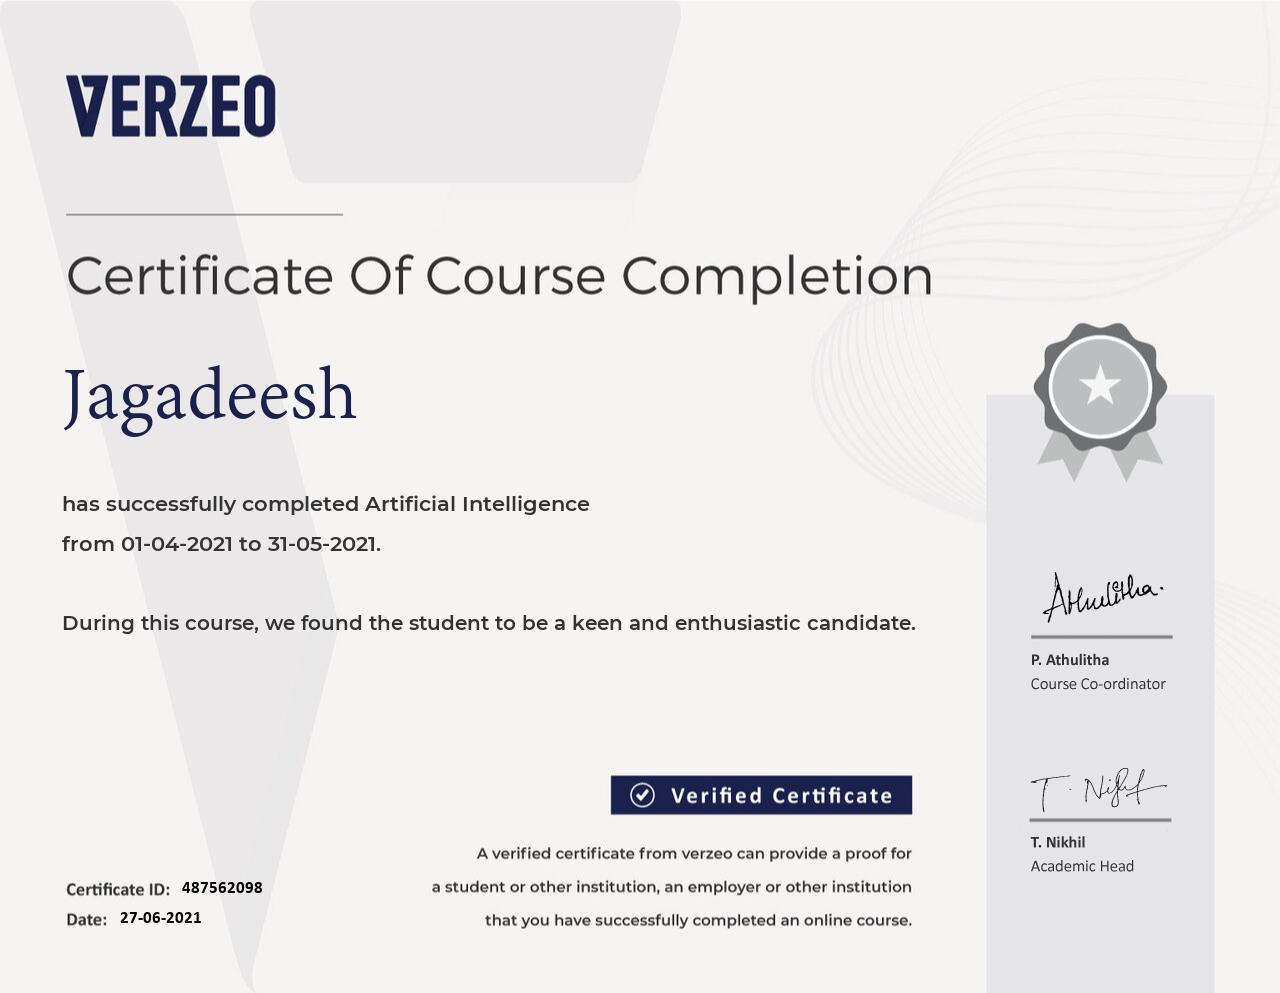 VERZEO
Certificate Of Course Completion
Jagadeesh
has successfully completed Artificial Intelligence
from 01-04-2021 to 31-05-2021.
During this course, we found the student to be a keen and enthusiastic candidate.
Athulitha.
P. Athulitha
Course Co-ordinator
T. Nikhil
T. Nikhil
Academic Head
Verified Certificate
A verified certificate from verzeo can provide a proof for
a student or other institution, an employer or other institution
that you have successfully completed an online course.
Certificate ID: 487562098
Date: 27-06-2021